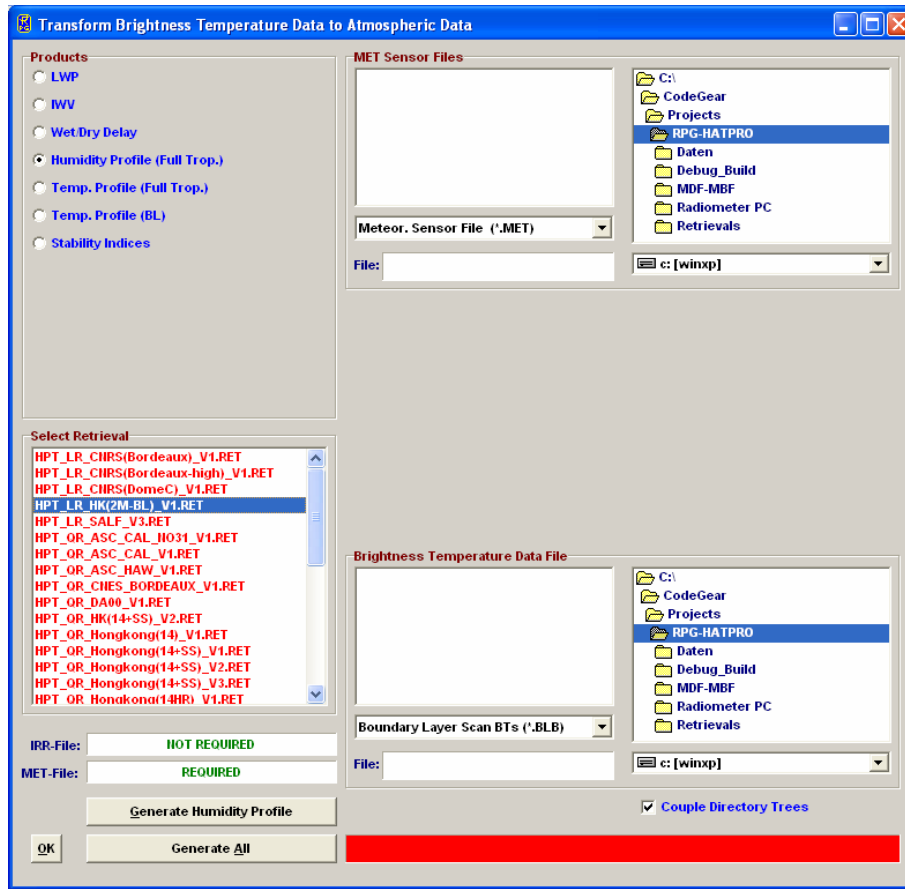 Transform Brightness Temperature Data to Atmospheric Data
Products
LWP
IWV
Wet/Dry Delay
Humidity Profile (Full Trop.)
Temp. Profile (Full Trop.)
Temp. Profile (BL)
Stability Indices
MET Sensor Files
Meteor. Sensor File (*.MET)
File:
C:\
CodeGear
Projects
RPG-HATPRO
Daten
Debug_Build
MDF-MBF
Radiometer PC
Retrievals
c: [winxp]
Select Retrieval
HPT_LR_CNRS(Bordeaux)_V1.RET
HPT_LR_CNRS(Bordeaux-high)_V1.RET
HPT_LR_CNRS(DomeC)_V1.RET
HPT_LR_HK(2M-BL)_V1.RET
HPT_LR_SALF_V3.RET
HPT_QR_ASC_CAL_NO31_V1.RET
HPT_QR_ASC_CAL_V1.RET
HPT_QR_ASC_HAW_V1.RET
HPT_QR_CNES_BORDEAUX_V1.RET
HPT_QR_DA00_V1.RET
HPT_QR_HK(14+SS)_V2.RET
HPT_QR_Hongkong(14)_V1.RET
HPT_QR_Hongkong(14+SS)_V1.RET
HPT_QR_Hongkong(14+SS)_V2.RET
HPT_QR_Hongkong(14+SS)_V3.RET
HPT_QR_Hongkong(14HR)_V1.RET
IRR-File: NOT REQUIRED
MET-File: REQUIRED
Generate Humidity Profile
OK
Generate All
Brightness Temperature Data File
Boundary Layer Scan BTs (*.BLB)
File:
C:\
CodeGear
Projects
RPG-HATPRO
Daten
Debug_Build
MDF-MBF
Radiometer PC
Retrievals
c: [winxp]
Couple Directory Trees